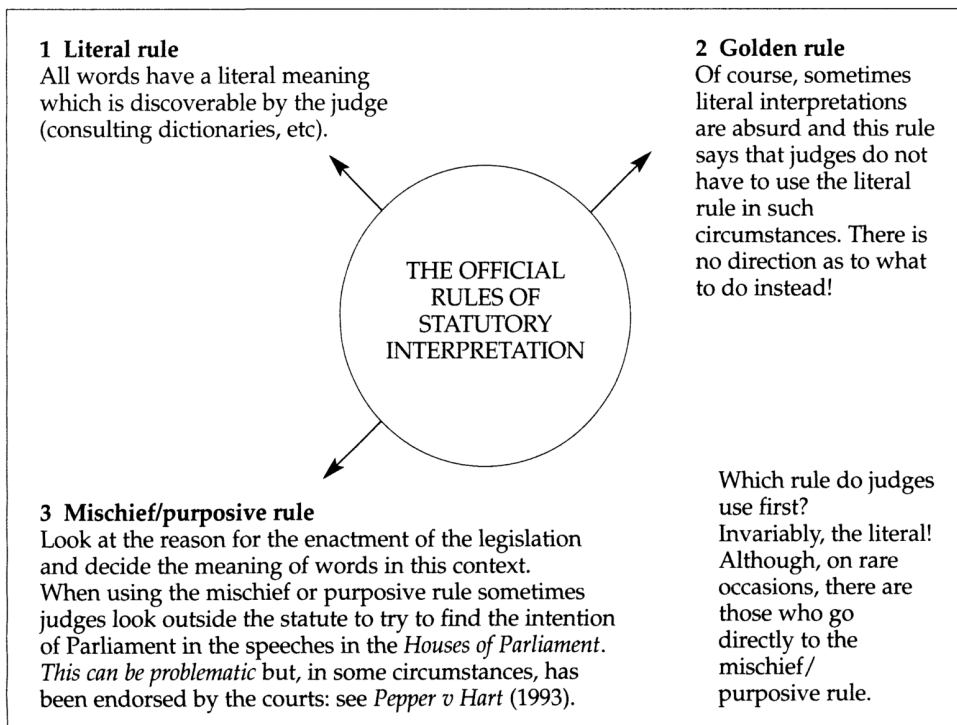 1 Literal rule
All words have a literal meaning
which is discoverable by the judge
(consulting dictionaries, etc).
2 Golden rule
Of course, sometimes
literal interpretations
are absurd and this rule
says that judges do not
have to use the literal
rule in such
circumstances. There is
no direction as to what
to do instead!
THE OFFICIAL
RULES OF
STATUTORY
INTERPRETATION
3 Mischief/purposive rule
Look at the reason for the enactment of the legislation
and decide the meaning of words in this context.
When using the mischief or purposive rule sometimes
judges look outside the statute to try to find the intention
of Parliament in the speeches in the Houses of Parliament.
This can be problematic but, in some circumstances, has
been endorsed by the courts: see Pepper v Hart (1993).
Which rule do judges
use first?
Invariably, the literal!
Although, on rare
occasions, there are
those who go
directly to the
mischief/
purposive rule.